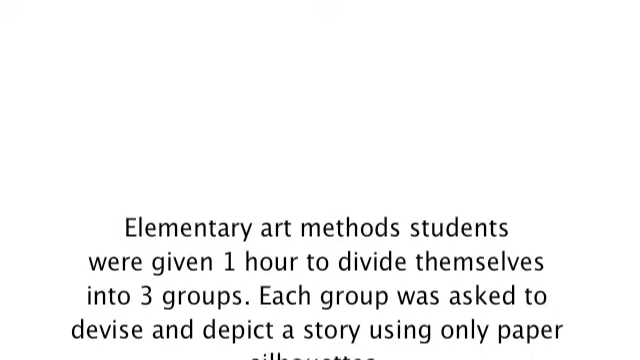 Elementary art methods students
were given 1 hour to divide themselves
into 3 groups. Each group was asked to
devise and depict a story using only paper
silhouettes.